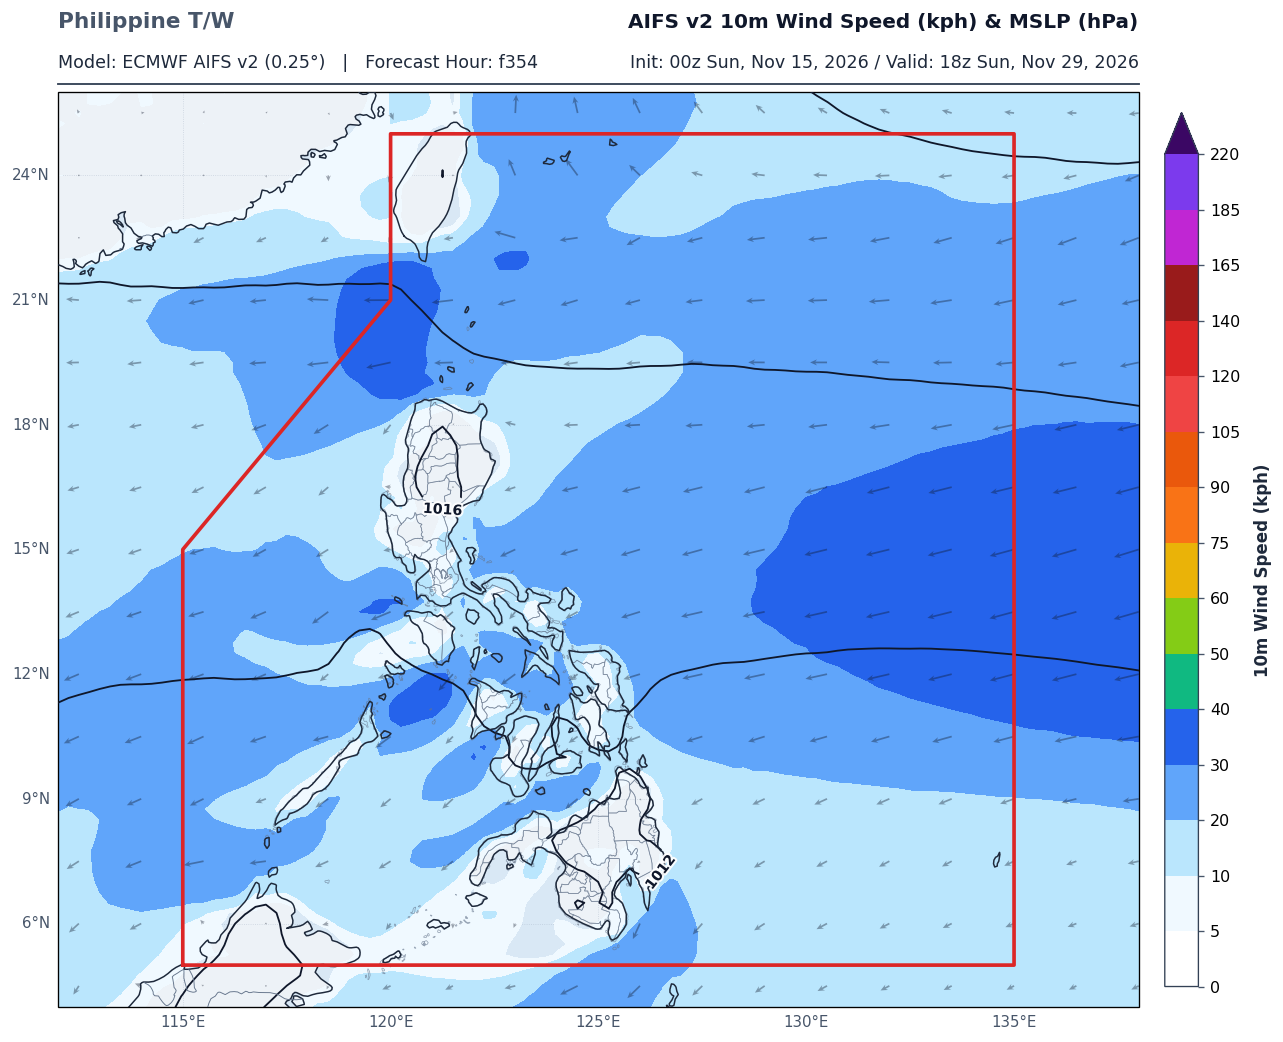 Philippine T/W
AIFS v2 10m Wind Speed (kph) & MSLP (hPa)
Model: ECMWF AIFS v2 (0.25°) | Forecast Hour: f354
Init: 00z Sun, Nov 15, 2026 / Valid: 18z Sun, Nov 29, 2026
24°N
21°N
18°N
15°N
12°N
9°N
6°N
1016
1012
115°E
120°E
125°E
130°E
135°E
220
185
165
140
120
105
90
75
60
50
40
30
20
10
5
0
10m Wind Speed (kph)